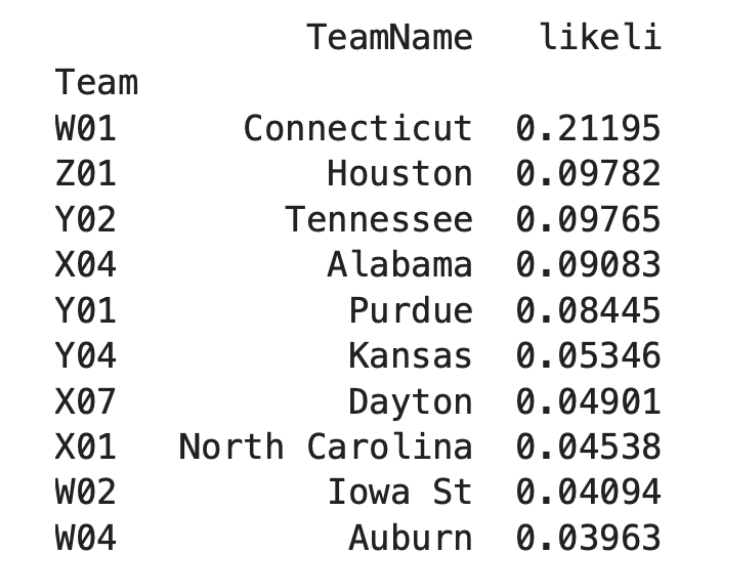 TeamName likeli
Team
W01 Connecticut 0.21195
Z01 Houston 0.09782
Y02 Tennessee 0.09765
X04 Alabama 0.09083
Y01 Purdue 0.08445
Y04 Kansas 0.05346
X07 Dayton 0.04901
X01 North Carolina 0.04538
W02 Iowa St 0.04094
W04 Auburn 0.03963